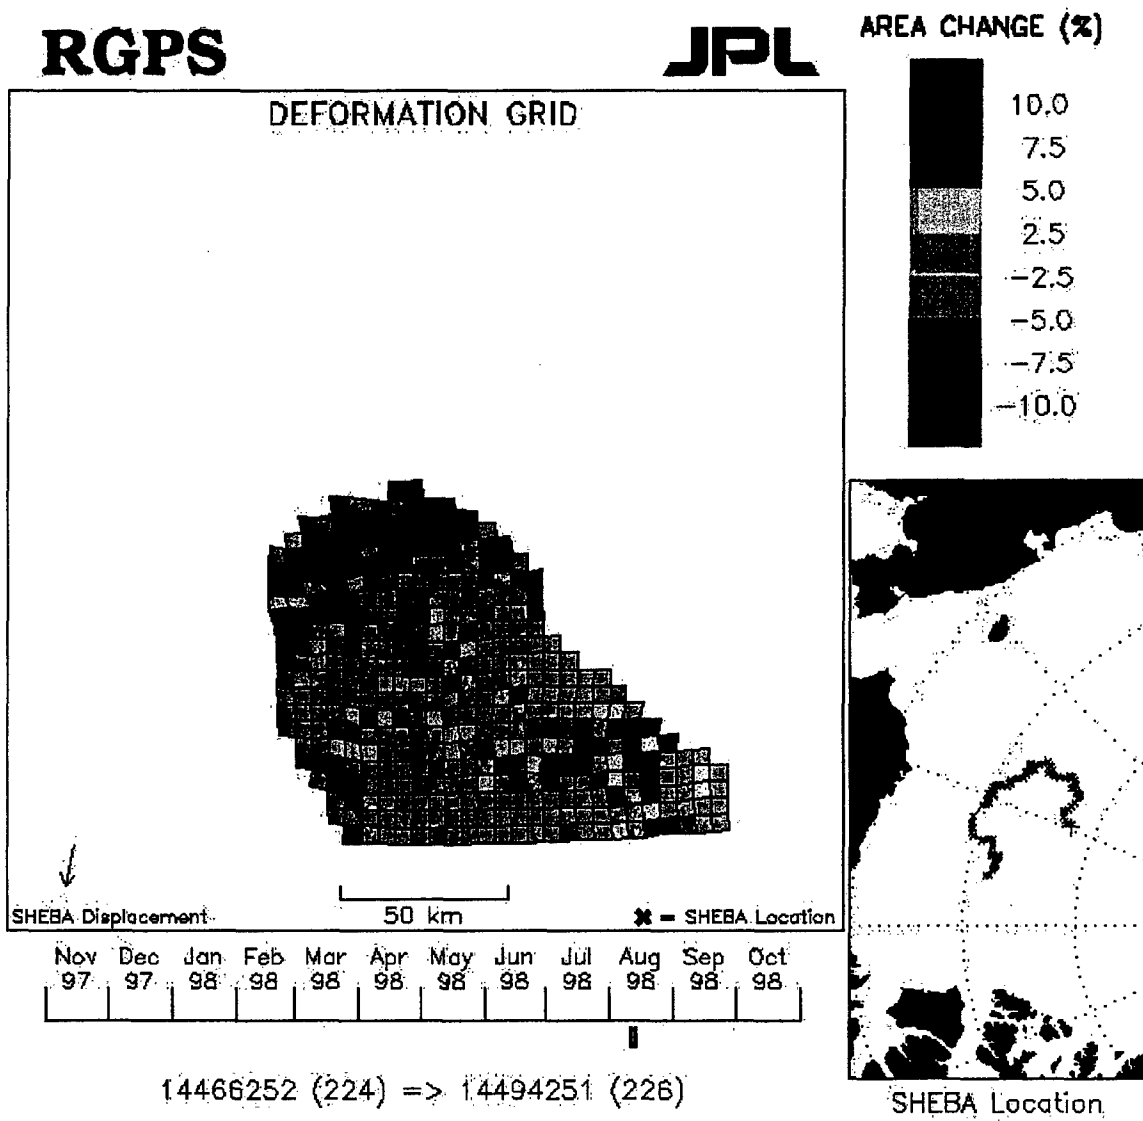 RGPS
JPL
AREA CHANGE (%)
DEFORMATION GRID
10.0
7.5
5.0
2.5
-2.5
-5.0
-7.5
-10.0
SHEBA Displacement
50 km
✖ = SHEBA Location
Nov Dec Jan Feb Mar Apr May Jun Jul Aug Sep Oct
97 97 98 98 98 98 98 98 98 98 98 98
14466252 (224) => 14494251 (226)
SHEBA Location